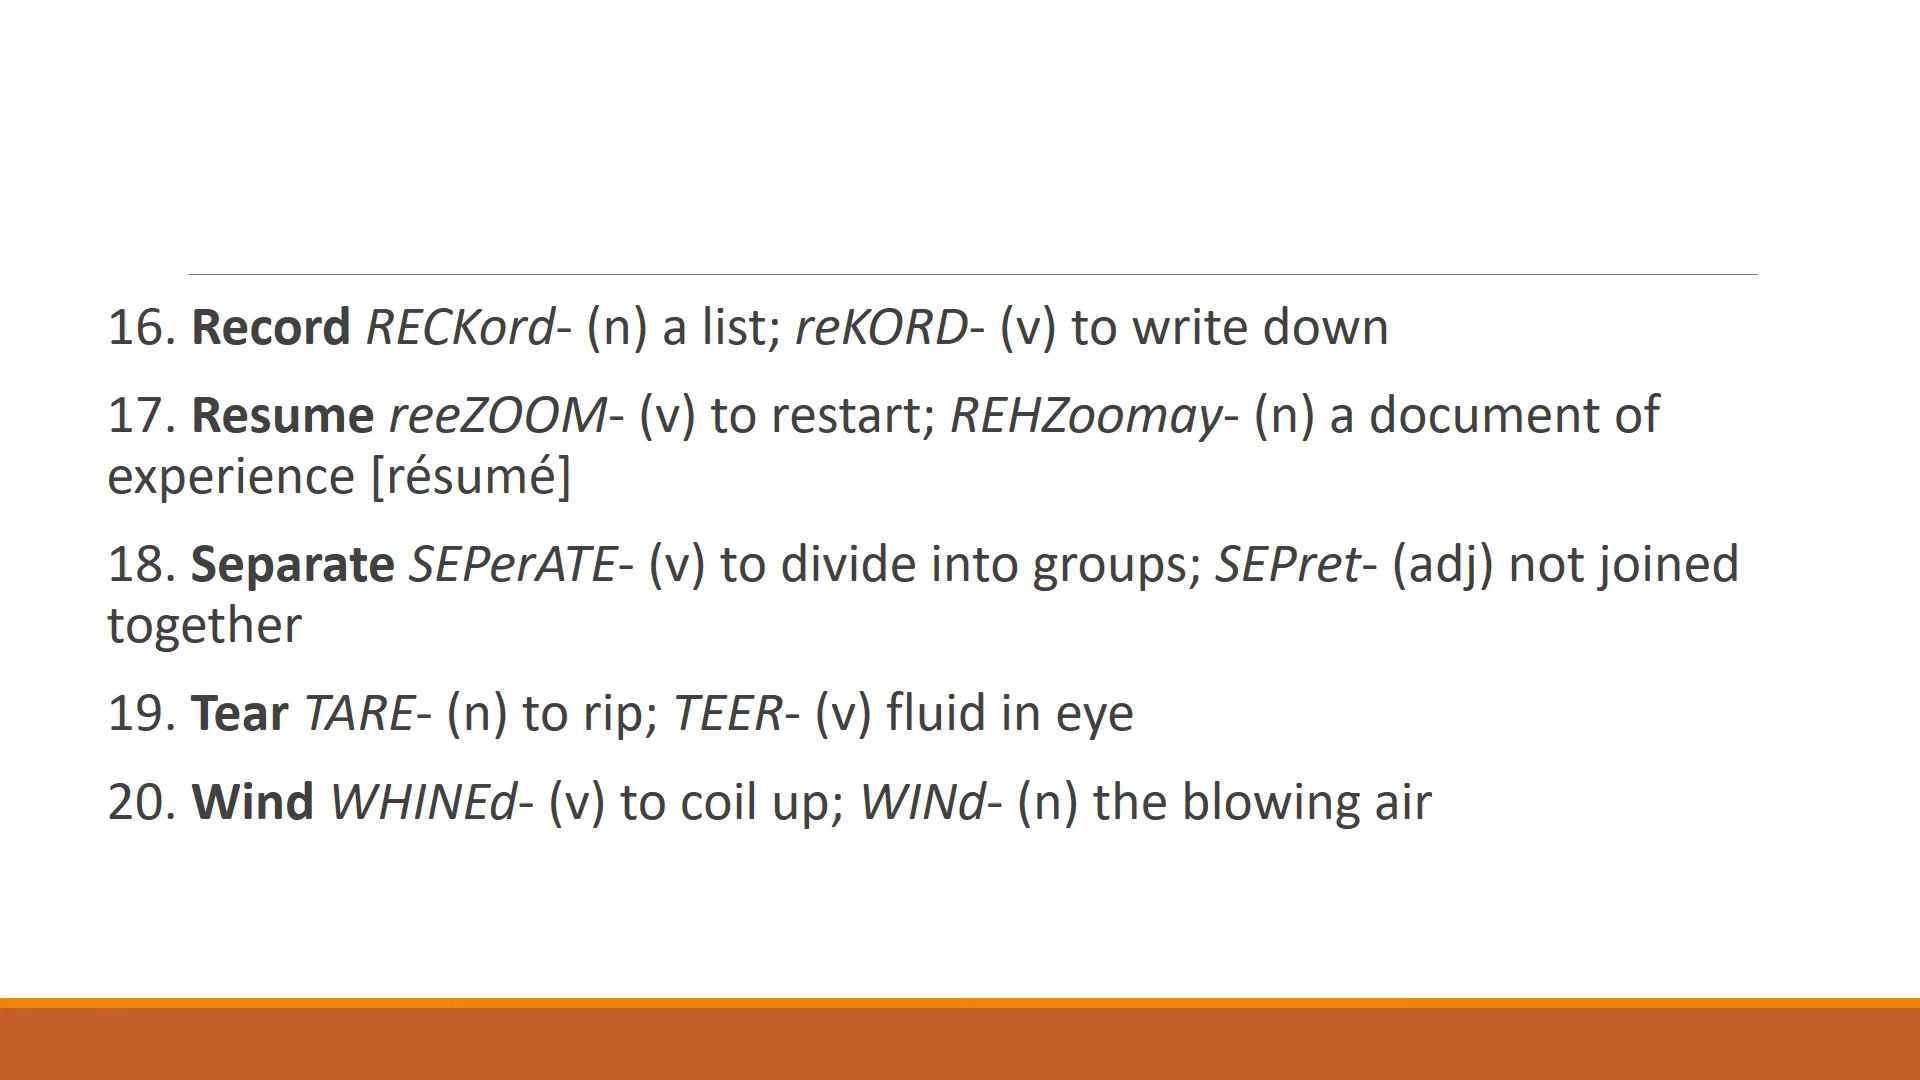 16. Record RECKord- (n) a list; reKORD- (v) to write down
17. Resume reeZOOM- (v) to restart; REHZoomay- (n) a document of
experience [résumé]
18. Separate SEPerATE- (v) to divide into groups; SEPret- (adj) not joined
together
19. Tear TARE- (n) to rip; TEER- (v) fluid in eye
20. Wind WHINEd- (v) to coil up; WINd- (n) the blowing air